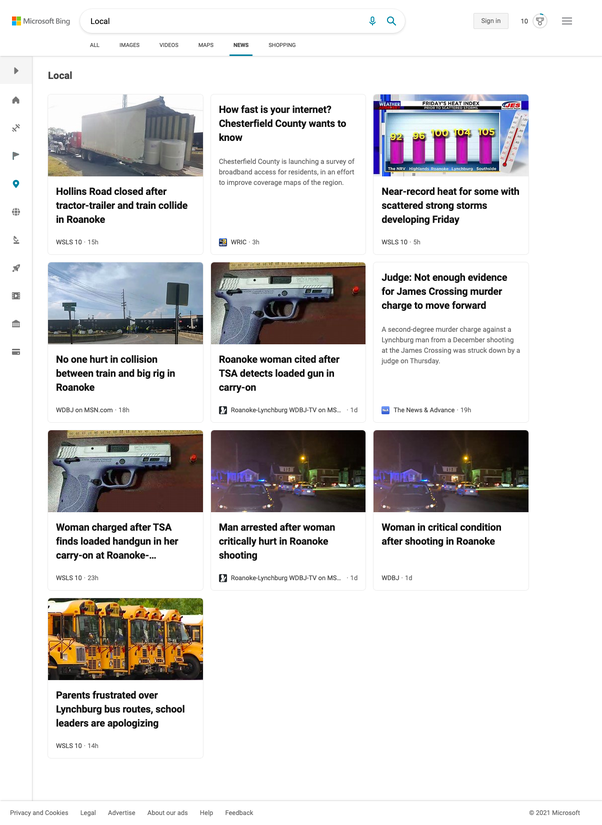 Microsoft Bing
Local
Sign in
10
ALL
IMAGES
VIDEOS
MAPS
NEWS
SHOPPING
Local
Hollins Road closed after
tractor-trailer and train collide
in Roanoke
WSLS 10 · 15h
How fast is your internet?
Chesterfield County wants to
know
Chesterfield County is launching a survey of
broadband access for residents, in an effort
to improve coverage maps of the region.
WRIC · 3h
WEATHER
FRIDAY'S HEAT INDEX
92 96 100 104 105
The NRV Highlands Roanoke Lynchburg Southside
Near-record heat for some with
scattered strong storms
developing Friday
WSLS 10 · 5h
No one hurt in collision
between train and big rig in
Roanoke
WDBJ on MSN.com · 18h
Roanoke woman cited after
TSA detects loaded gun in
carry-on
Roanoke-Lynchburg WDBJ-TV on MS... · 1d
Judge: Not enough evidence
for James Crossing murder
charge to move forward
A second-degree murder charge against a
Lynchburg man from a December shooting
at the James Crossing was struck down by a
judge on Thursday.
The News & Advance · 19h
Woman charged after TSA
finds loaded handgun in her
carry-on at Roanoke-...
WSLS 10 · 23h
Man arrested after woman
critically hurt in Roanoke
shooting
Roanoke-Lynchburg WDBJ-TV on MS... · 1d
Woman in critical condition
after shooting in Roanoke
WDBJ · 1d
Parents frustrated over
Lynchburg bus routes, school
leaders are apologizing
WSLS 10 · 14h
Privacy and Cookies
Legal
Advertise
About our ads
Help
Feedback
© 2021 Microsoft